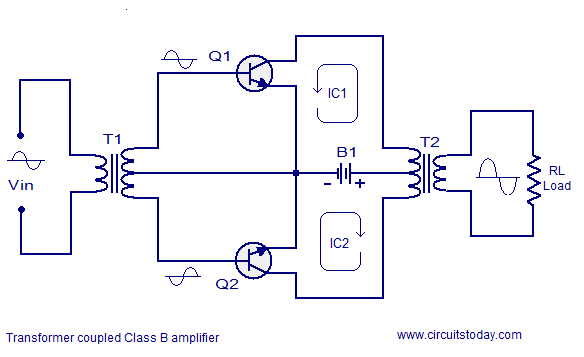 Q1
IC1
T1
B1
T2
Vin
- +
RL
Load
IC2
Q2
Transformer coupled Class B amplifier
www.circuitstoday.com